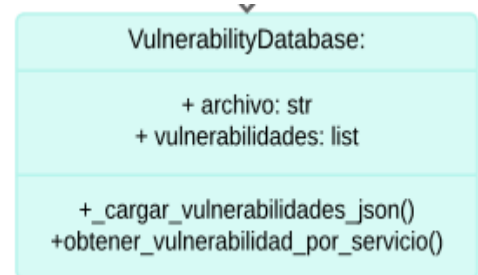 VulnerabilityDatabase:
+ archivo: str
+ vulnerabilidades: list
+_cargar_vulnerabilidades_json()
+obtener_vulnerabilidad_por_servicio()